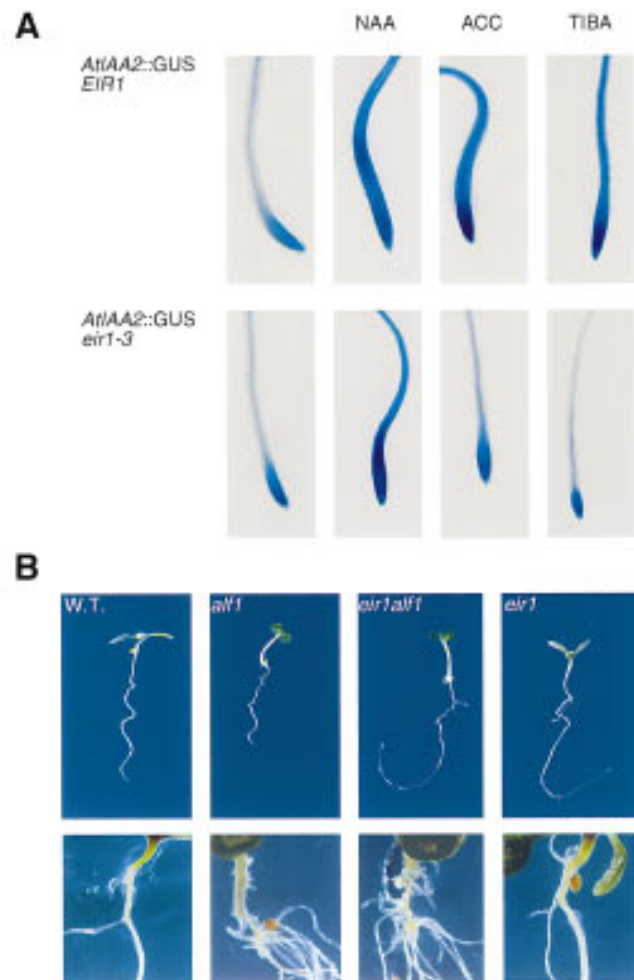 A
NAA ACC TIBA
AtIAA2::GUS
EIR1
AtIAA2::GUS
eir1-3
B
W.T. alf1 eir1alf1 eir1